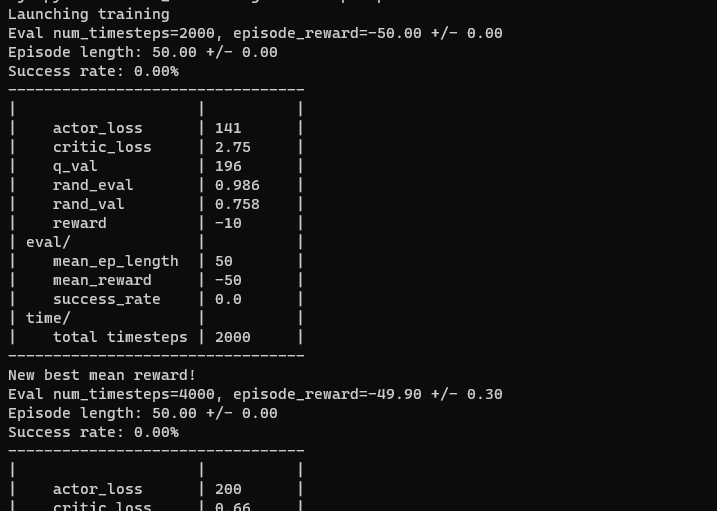 Launching training
Eval num_timesteps=2000, episode_reward=-50.00 +/- 0.00
Episode length: 50.00 +/- 0.00
Success rate: 0.00%
---------------------------------
|                    |          |
|    actor_loss      | 141      |
|    critic_loss     | 2.75     |
|    q_val           | 196      |
|    rand_eval       | 0.986    |
|    rand_val        | 0.758    |
|    reward          | -10      |
| eval/              |          |
|    mean_ep_length  | 50       |
|    mean_reward     | -50      |
|    success_rate    | 0.0      |
| time/              |          |
|    total timesteps | 2000     |
---------------------------------
New best mean reward!
Eval num_timesteps=4000, episode_reward=-49.90 +/- 0.30
Episode length: 50.00 +/- 0.00
Success rate: 0.00%
---------------------------------
|                    |          |
|    actor_loss      | 200      |
|    critic_loss     | 0.66     |